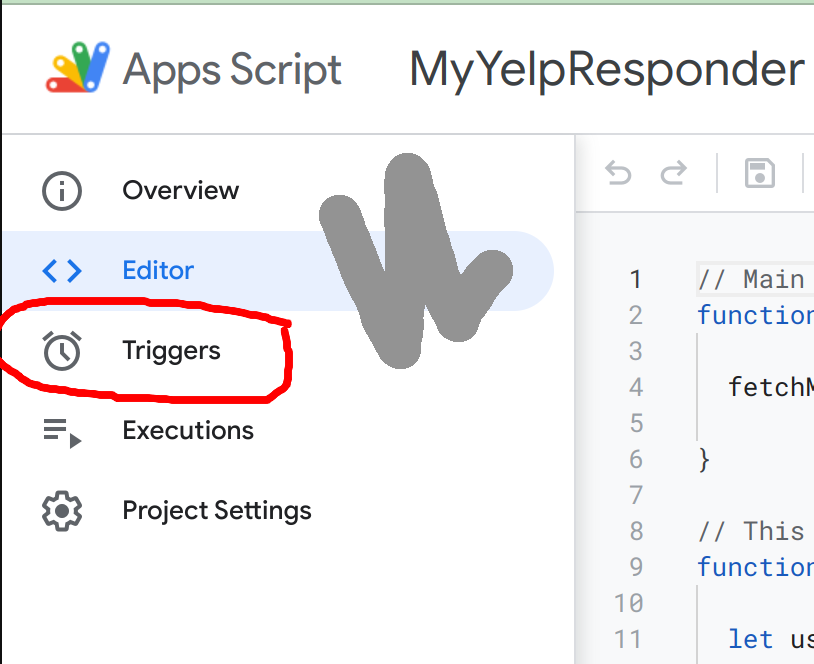 Apps Script
MyYelpResponder
Overview
Editor
Triggers
Executions
Project Settings
1 // Main
2 function
3
4 fetchM
5
6 }
7
8 // This
9 function
10
11 let us